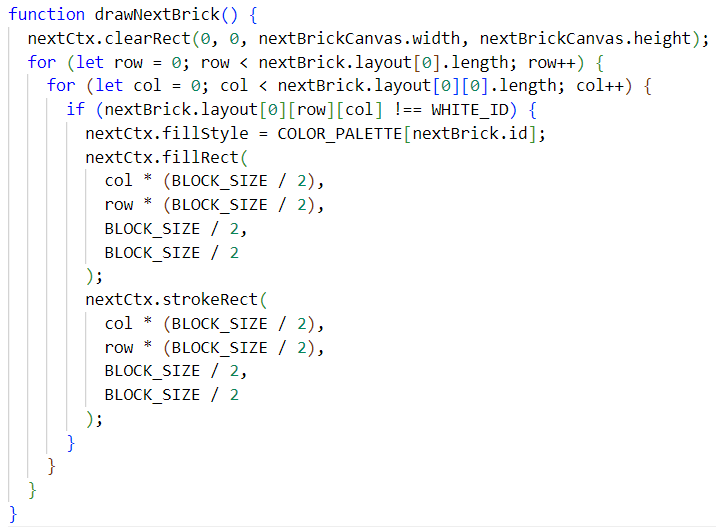 function drawNextBrick() {
nextCtx.clearRect(0, 0, nextBrickCanvas.width, nextBrickCanvas.height);
for (let row = 0; row < nextBrick.layout[0].length; row++) {
for (let col = 0; col < nextBrick.layout[0][0].length; col++) {
if (nextBrick.layout[0][row][col] !== WHITE_ID) {
nextCtx.fillStyle = COLOR_PALETTE[nextBrick.id];
nextCtx.fillRect(
col * (BLOCK_SIZE / 2),
row * (BLOCK_SIZE / 2),
BLOCK_SIZE / 2,
BLOCK_SIZE / 2
);
nextCtx.strokeRect(
col * (BLOCK_SIZE / 2),
row * (BLOCK_SIZE / 2),
BLOCK_SIZE / 2,
BLOCK_SIZE / 2
);
}
}
}
}